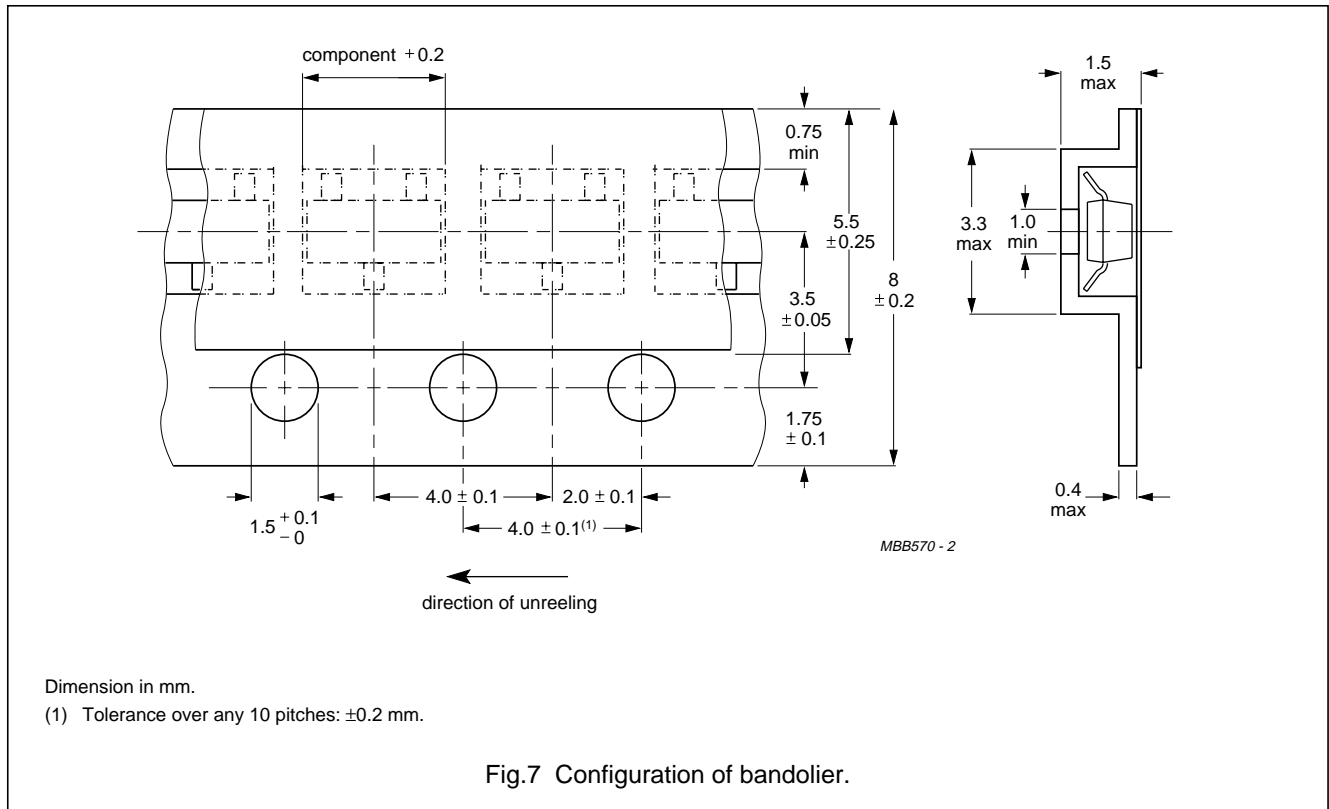 component +0.2
1.5
max
0.75
min
5.5
±0.25
8
±0.2
3.5
±0.05
1.75
± 0.1
3.3
max
1.0
min
0.4
max
4.0 ± 0.1
2.0 ± 0.1
1.5 +0.1
−0
4.0 ±0.1(1)
MBB570 - 2
direction of unreeling
Dimension in mm.
(1) Tolerance over any 10 pitches: ±0.2 mm.
Fig.7 Configuration of bandolier.